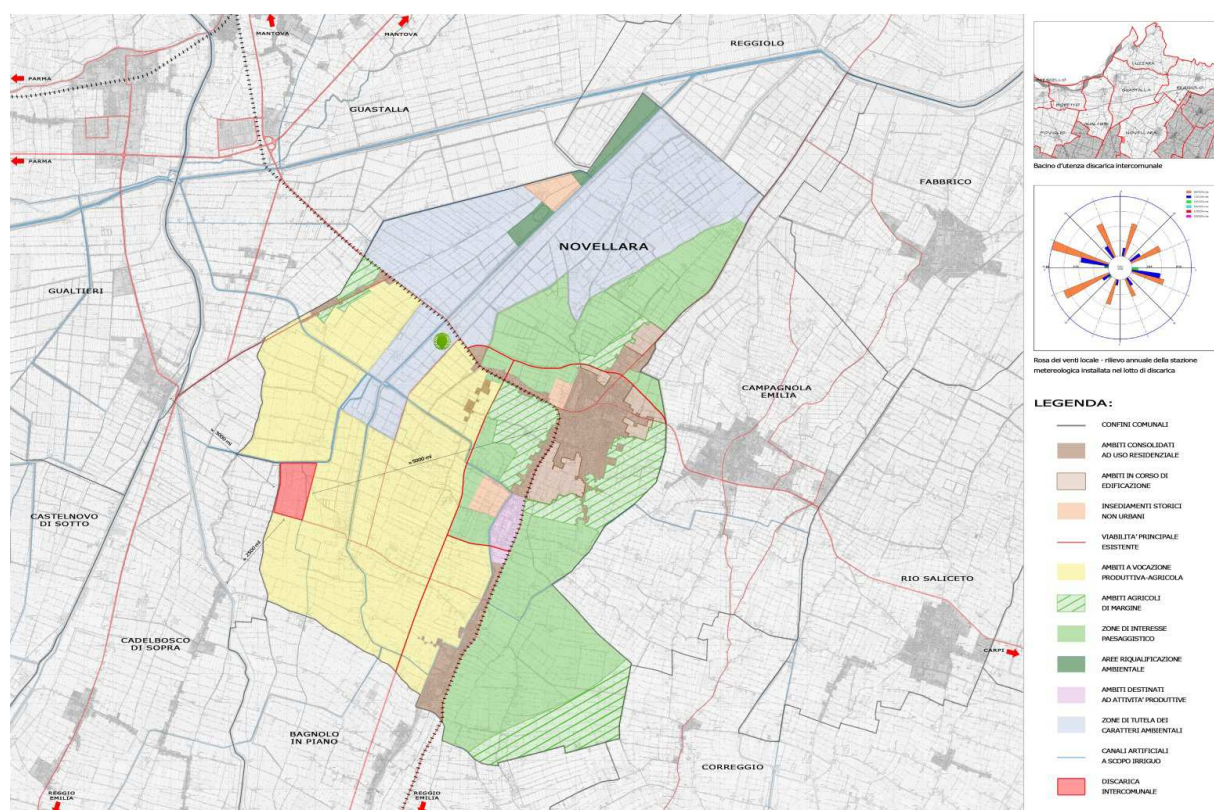 MANTOVA
MANTOVA
PARMA
GUASTALLA
REGGIOLO
PARMA
FABBRICO
NOVELLARA
GUALTIERI
CAMPAGNOLA
EMILIA
CASTELNOVO
DI SOTTO
RIO SALICETO
CADELBOSCO
DI SOPRA
CARPI
BAGNOLO
IN PIANO
CORREGGIO
REGGIO
EMILIA
REGGIO
EMILIA
LUZZARA
GUASTALLA
NOVELLARA
Bacino d'utenza discarica intercomunale
Rosa dei venti locale - rilievo annuale della stazione
metereologica installata nel lotto di discarica
LEGENDA:
CONFINI COMUNALI
AMBITI CONSOLIDATI
AD USO RESIDENZIALE
AMBITI IN CORSO DI
EDIFICAZIONE
INSEDIAMENTI STORICI
NON URBANI
VIABILITA' PRINCIPALE
ESISTENTE
AMBITI A VOCAZIONE
PRODUTTIVA-AGRICOLA
AMBITI AGRICOLI
DI MARGINE
ZONE DI INTERESSE
PAESAGGISTICO
AREE RIQUALIFICAZIONE
AMBIENTALE
AMBITI DESTINATI
AD ATTIVITA' PRODUTTIVE
ZONE DI TUTELA DEI
CARATTERI AMBIENTALI
CANALI ARTIFICIALI
A SCOPO IRRIGUO
DISCARICA
INTERCOMUNALE